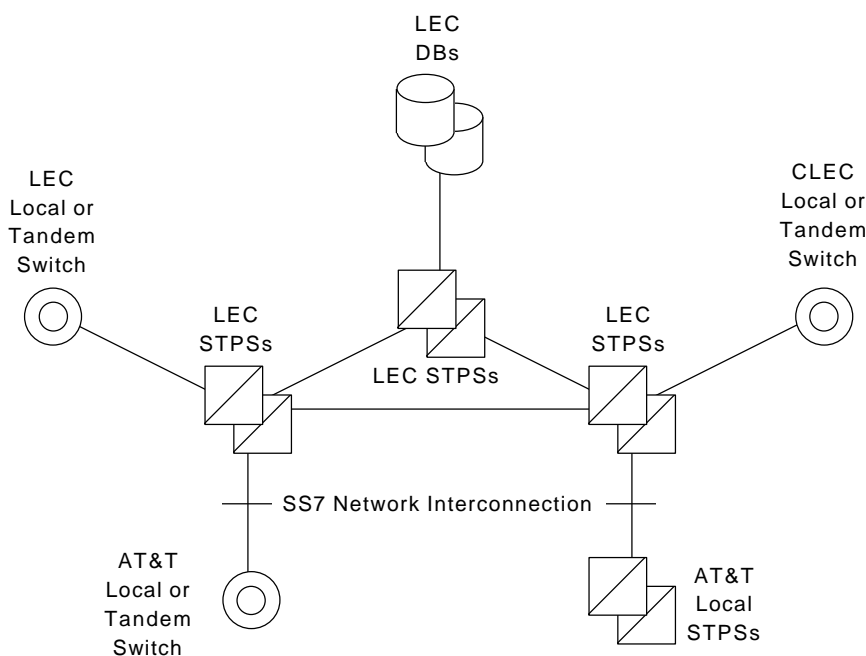 LEC
DBs
LEC
Local or
Tandem
Switch
CLEC
Local or
Tandem
Switch
LEC
STPSs
LEC
STPSs
LEC STPSs
SS7 Network Interconnection
AT&T
Local or
Tandem
Switch
AT&T
Local
STPSs